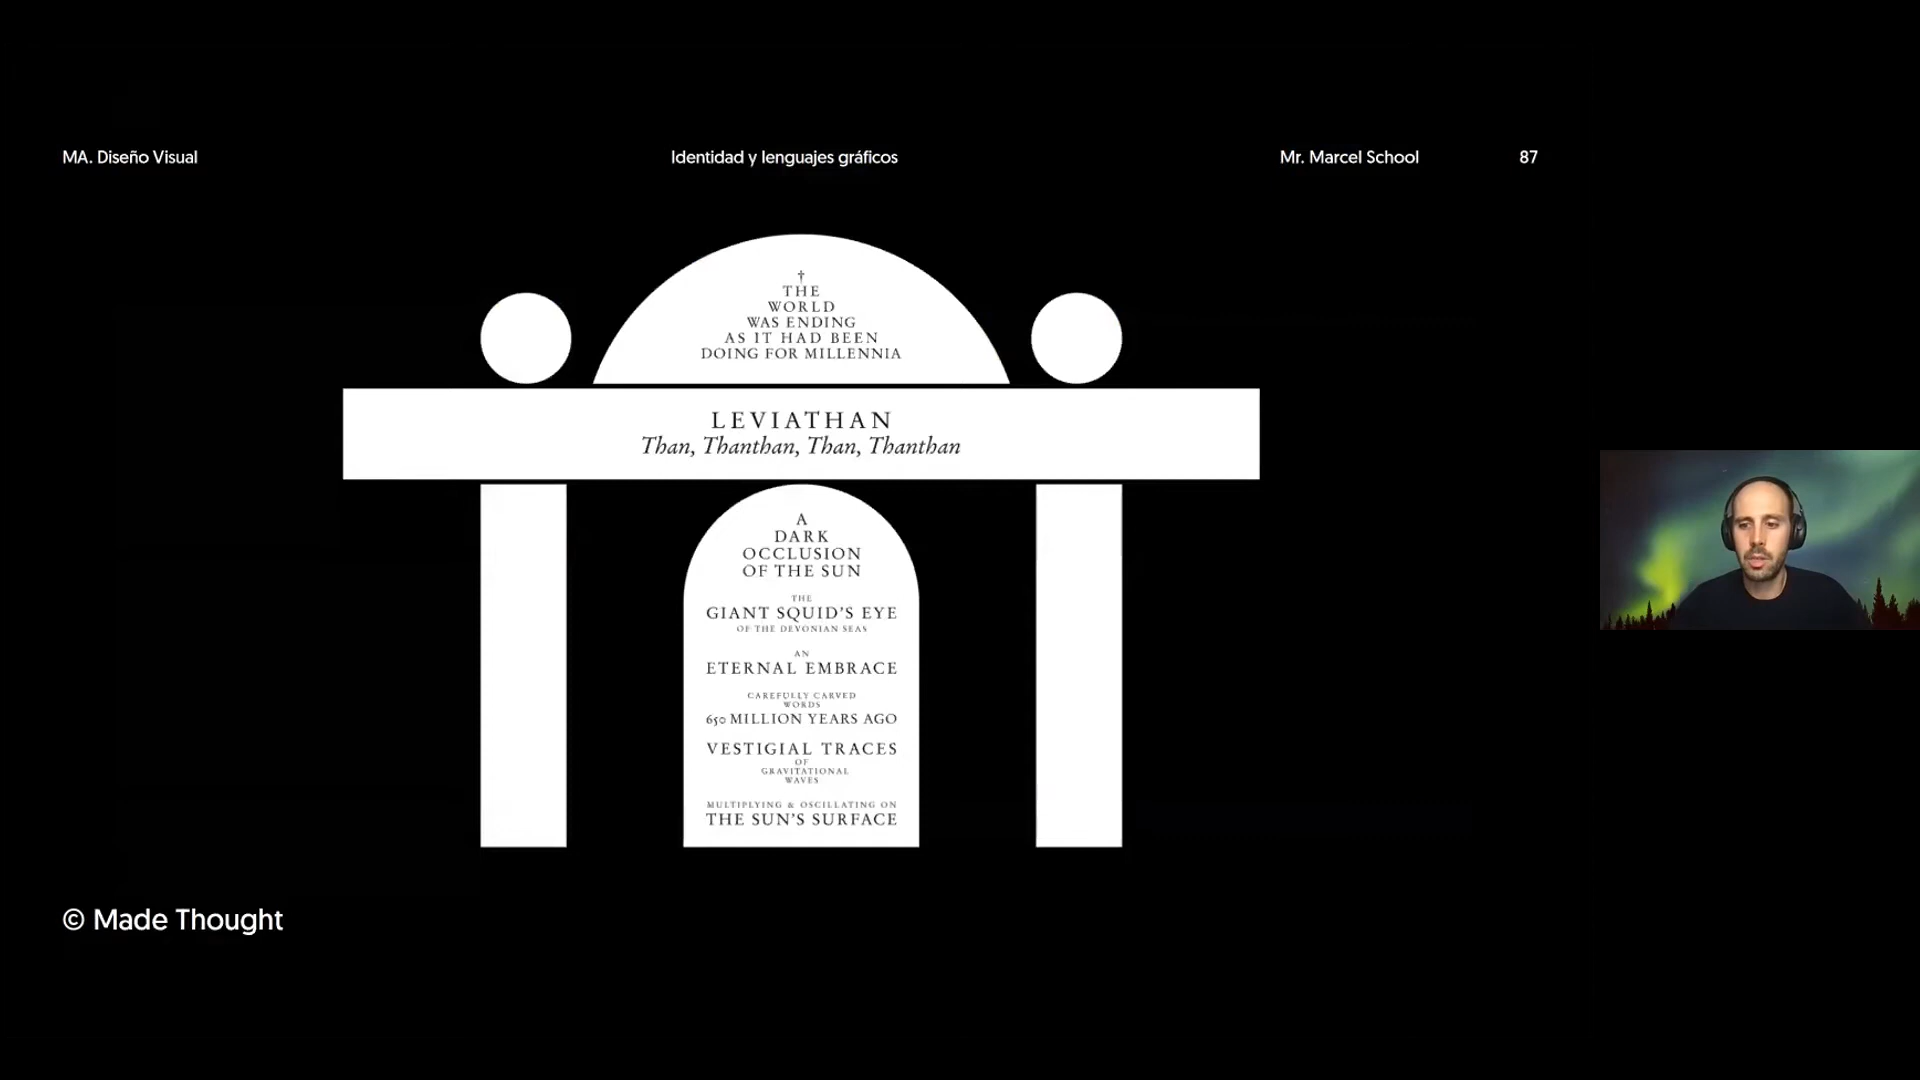 MA. Diseño Visual
Identidad y lenguajes gráficos
Mr. Marcel School
87
†
THE
WORLD
WAS ENDING
AS IT HAD BEEN
DOING FOR MILLENNIA
LEVIATHAN
Than, Thanthan, Than, Thanthan
A
DARK
OCCLUSION
OF THE SUN
THE
GIANT SQUID'S EYE
OF THE DEVONIAN SEAS
AN
ETERNAL EMBRACE
CAREFULLY CARVED
WORDS
650 MILLION YEARS AGO
VESTIGIAL TRACES
OF
GRAVITATIONAL
WAVES
MULTIPLYING & OSCILLATING ON
THE SUN'S SURFACE
© Made Thought